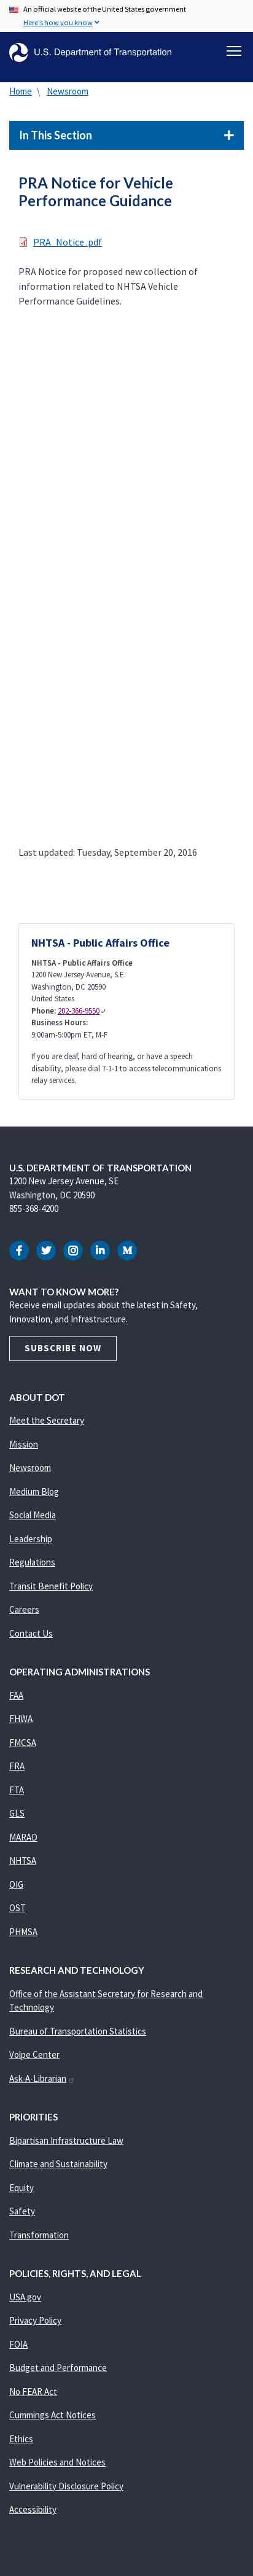 An official website of the United States government
Here's how you know
U.S. Department of Transportation
Home \ Newsroom
In This Section
PRA Notice for Vehicle
Performance Guidance
PRA_Notice .pdf
PRA Notice for proposed new collection of
information related to NHTSA Vehicle
Performance Guidelines.
Last updated: Tuesday, September 20, 2016
NHTSA - Public Affairs Office
NHTSA - Public Affairs Office
1200 New Jersey Avenue, S.E.
Washington, DC 20590
United States
Phone: 202-366-9550
Business Hours:
9:00am-5:00pm ET, M-F
If you are deaf, hard of hearing, or have a speech
disability, please dial 7-1-1 to access telecommunications
relay services.
U.S. DEPARTMENT OF TRANSPORTATION
1200 New Jersey Avenue, SE
Washington, DC 20590
855-368-4200
WANT TO KNOW MORE?
Receive email updates about the latest in Safety,
Innovation, and Infrastructure.
SUBSCRIBE NOW
ABOUT DOT
Meet the Secretary
Mission
Newsroom
Medium Blog
Social Media
Leadership
Regulations
Transit Benefit Policy
Careers
Contact Us
OPERATING ADMINISTRATIONS
FAA
FHWA
FMCSA
FRA
FTA
GLS
MARAD
NHTSA
OIG
OST
PHMSA
RESEARCH AND TECHNOLOGY
Office of the Assistant Secretary for Research and
Technology
Bureau of Transportation Statistics
Volpe Center
Ask-A-Librarian
PRIORITIES
Bipartisan Infrastructure Law
Climate and Sustainability
Equity
Safety
Transformation
POLICIES, RIGHTS, AND LEGAL
USA.gov
Privacy Policy
FOIA
Budget and Performance
No FEAR Act
Cummings Act Notices
Ethics
Web Policies and Notices
Vulnerability Disclosure Policy
Accessibility